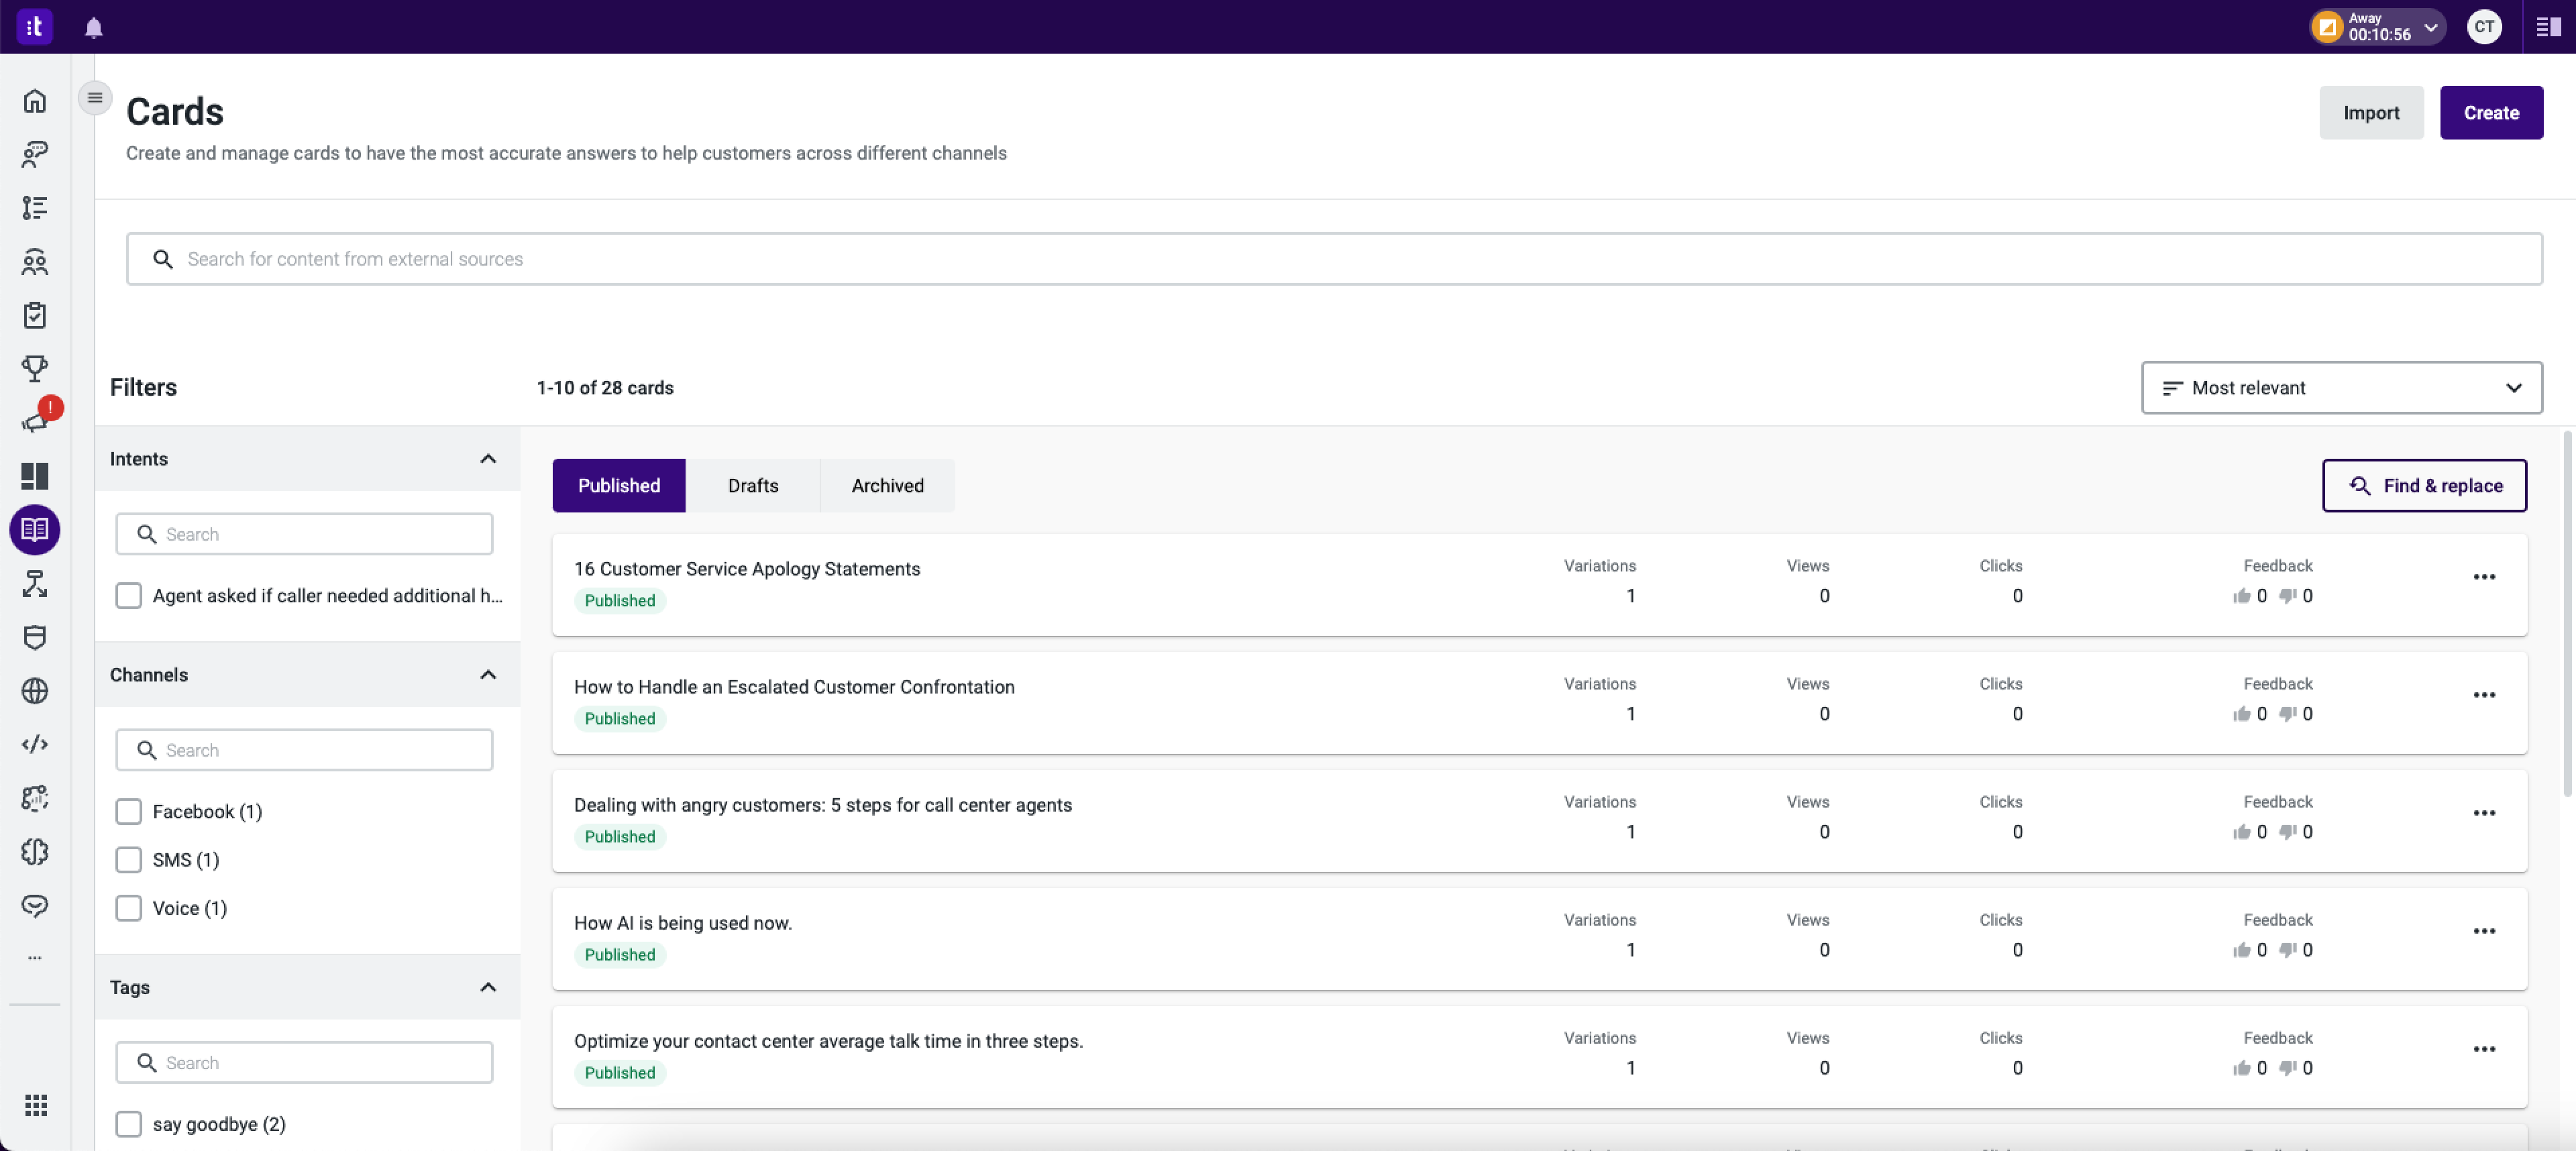 :t
Away
00:10:56
CT
Cards
Import
Create
Create and manage cards to have the most accurate answers to help customers across different channels
Search for content from external sources
Filters
1-10 of 28 cards
Most relevant
!
Intents
Published
Drafts
Archived
Find & replace
Search
Agent asked if caller needed additional h...
Channels
Search
Facebook (1)
SMS (1)
Voice (1)
Tags
Search
say goodbye (2)
16 Customer Service Apology Statements
Published
Variations
1
Views
0
Clicks
0
Feedback
0 0
How to Handle an Escalated Customer Confrontation
Published
Variations
1
Views
0
Clicks
0
Feedback
0 0
Dealing with angry customers: 5 steps for call center agents
Published
Variations
1
Views
0
Clicks
0
Feedback
0 0
How AI is being used now.
Published
Variations
1
Views
0
Clicks
0
Feedback
0 0
Optimize your contact center average talk time in three steps.
Published
Variations
1
Views
0
Clicks
0
Feedback
0 0